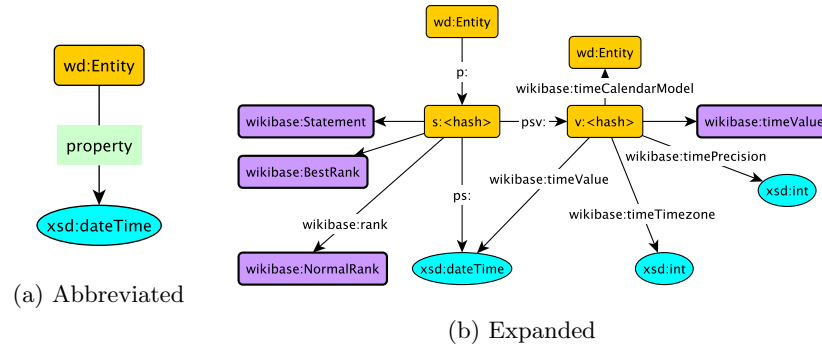 wd:Entity
property
xsd:dateTime
(a) Abbreviated
wd:Entity
wd:Entity
p:
wikibase:timeCalendarModel
wikibase:Statement
s:<hash>
psv:
v:<hash>
wikibase:timeValue
wikibase:BestRank
wikibase:timePrecision
wikibase:timeValue
xsd:int
ps:
wikibase:rank
wikibase:timeTimezone
wikibase:NormalRank
xsd:dateTime
xsd:int
(b) Expanded